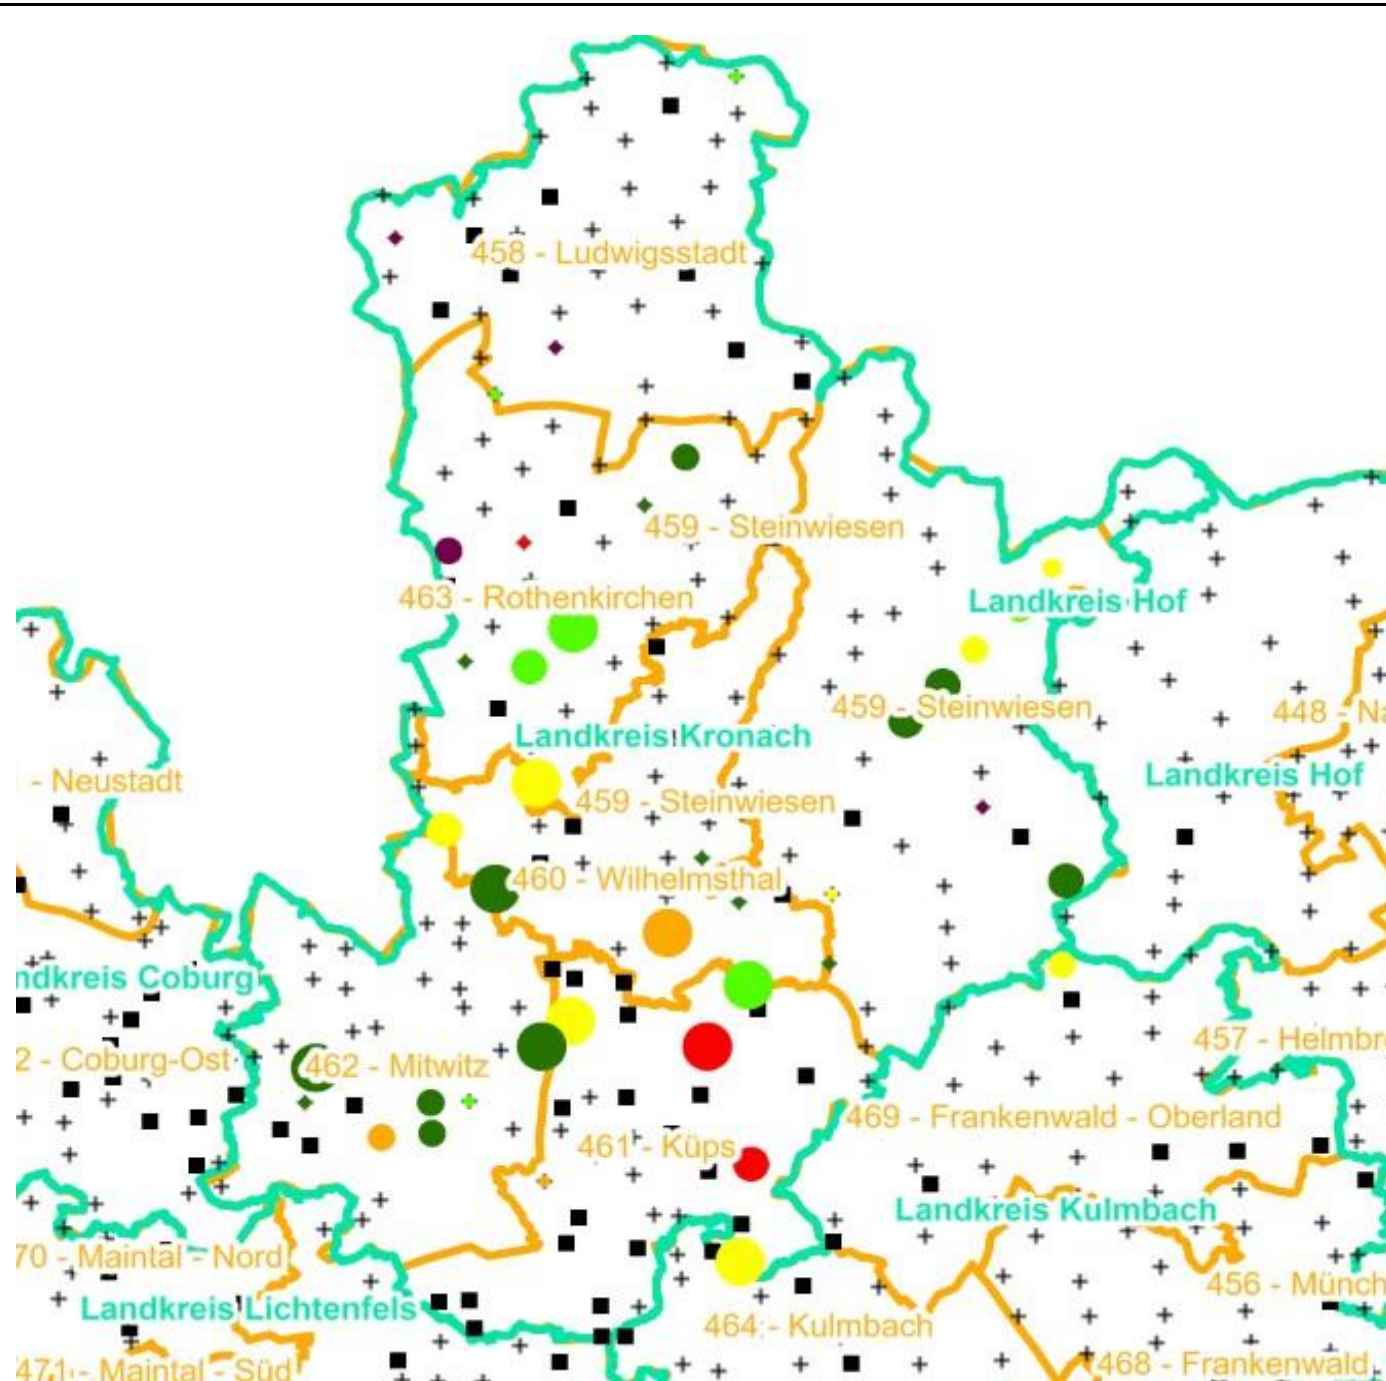 458 - Ludwigsstadt
459 - Steinwiesen
463 - Rothenkirchen
Landkreis Hof
459 - Steinwiesen
448 - Na
Landkreis Kronach
- Neustadt
Landkreis Hof
459 - Steinwiesen
460 - Wilhelmsthal
ndkreis Coburg
457 - Helmbr
2 - Coburg-Ost
462 - Mitwitz
469 - Frankenwald - Oberland
461 - Küps
Landkreis Kulmbach
70 - Maintal - Nord
456 - Münch
Landkreis Lichtenfels
464 - Kulmbach
471 - Maintal - Süd
468 - Frankenwald